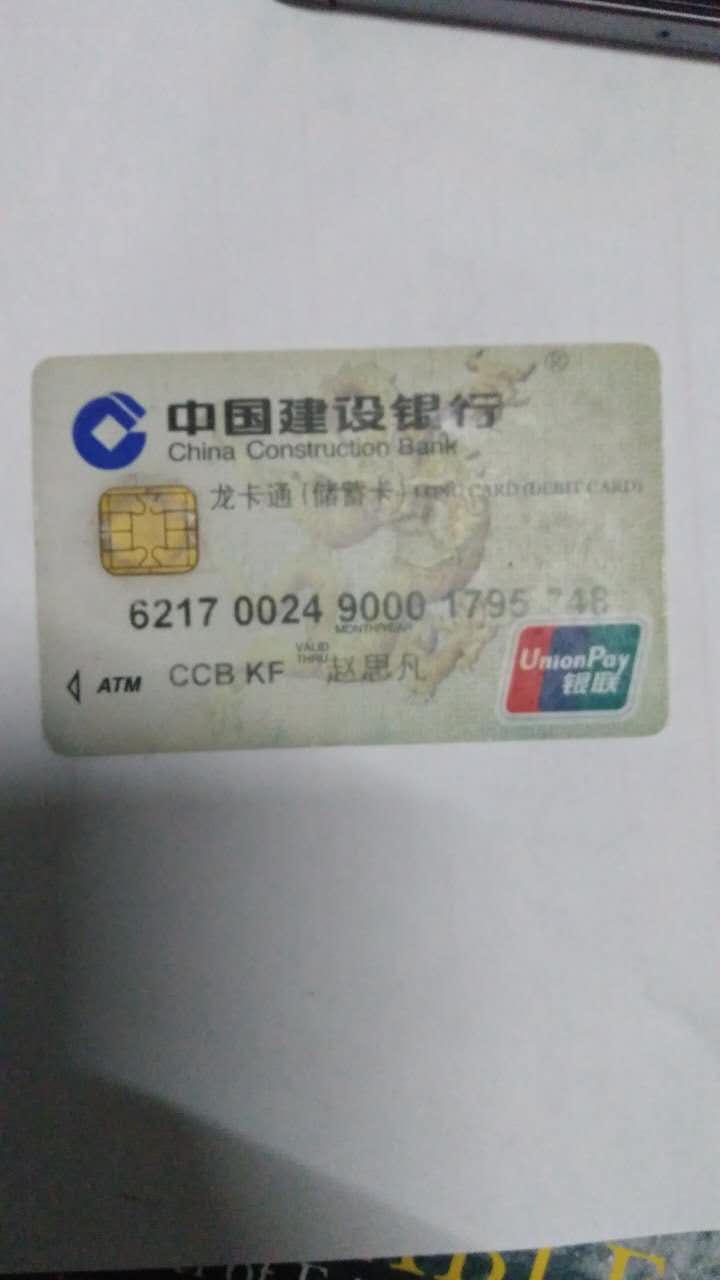 ®
中国建设银行
China Construction Bank
龙卡通(储蓄卡) LONG CARD (DEBIT CARD)
6217 0024 9000 1795
MONTH/YEAR
VALID
THRU
ATM CCB KF 赵思凡
UnionPay
银联